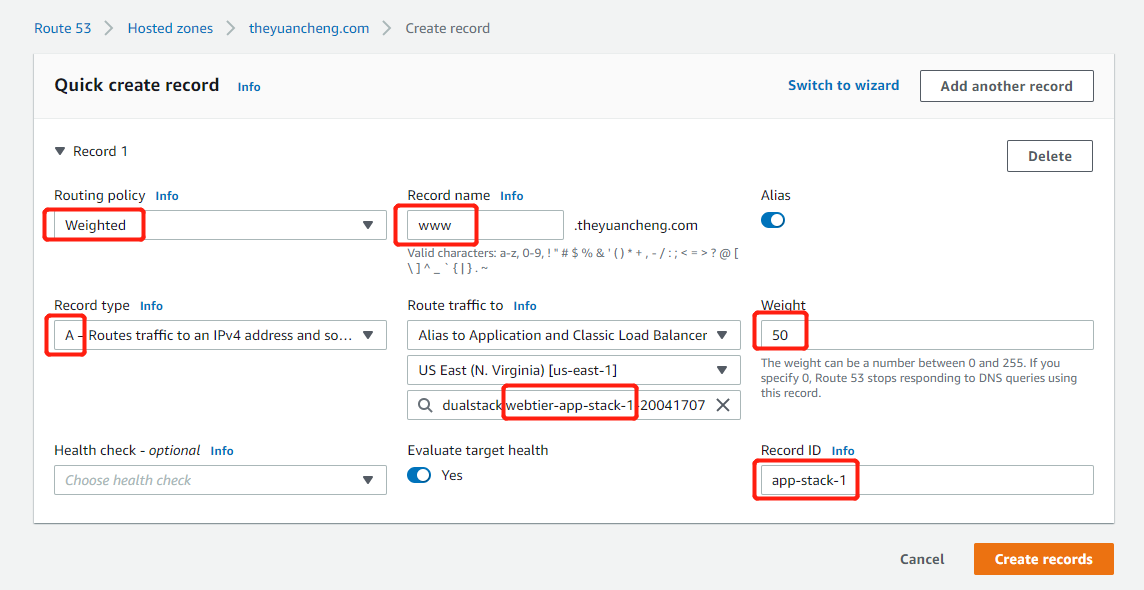 Route 53 > Hosted zones > theyuancheng.com > Create record
Quick create record Info
Switch to wizard
Add another record
▼ Record 1
Delete
Routing policy Info
Weighted
Record name Info
www
.theyuancheng.com
Valid characters: a-z, 0-9, ! " # $ % & ' ( ) * + , - / : ; < = > ? @ [
\ ] ^ _ ` { | } . ~
Alias
Record type Info
A – Routes traffic to an IPv4 address and so...
Route traffic to Info
Alias to Application and Classic Load Balancer
US East (N. Virginia) [us-east-1]
dualstack.webtier-app-stack-1-20041707
Weight
50
The weight can be a number between 0 and 255. If you
specify 0, Route 53 stops responding to DNS queries using
this record.
Health check - optional Info
Choose health check
Evaluate target health
Yes
Record ID Info
app-stack-1
Cancel
Create records